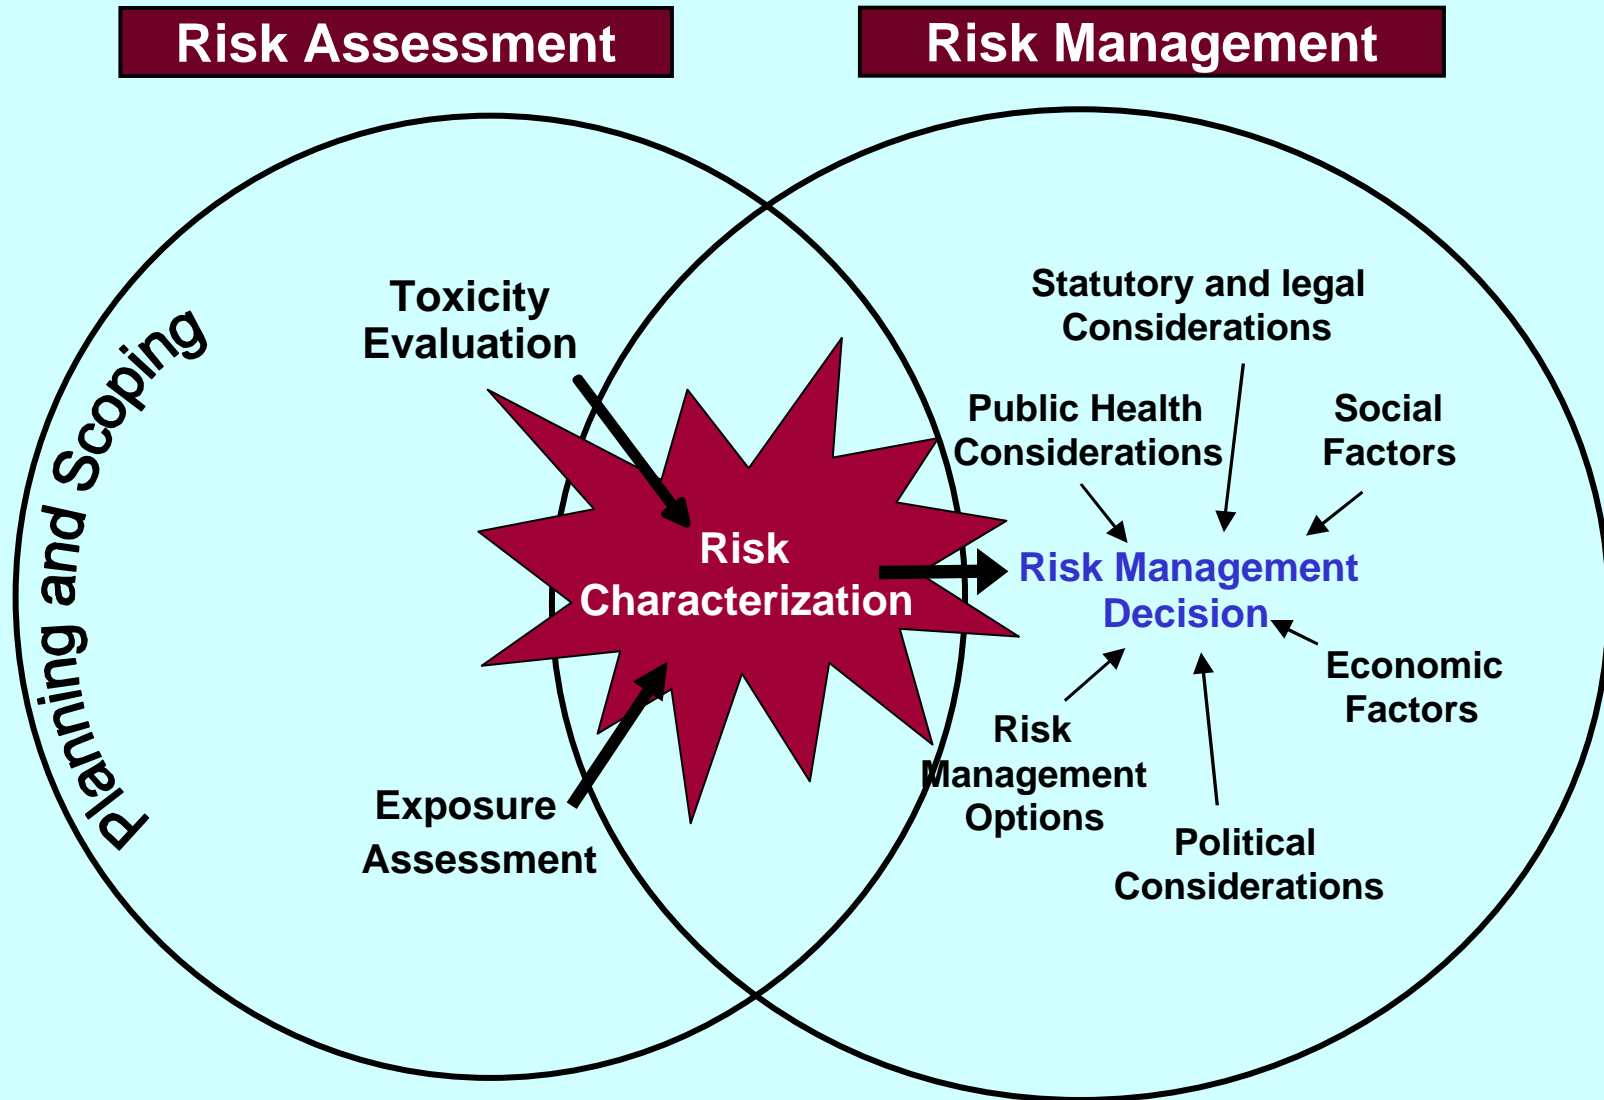 Risk Assessment
Risk Management
Planning and Scoping
Toxicity
Evaluation
Exposure
Assessment
Risk
Characterization
Statutory and legal
Considerations
Public Health
Considerations
Social
Factors
Risk Management
Decision
Economic
Factors
Risk
Management
Options
Political
Considerations